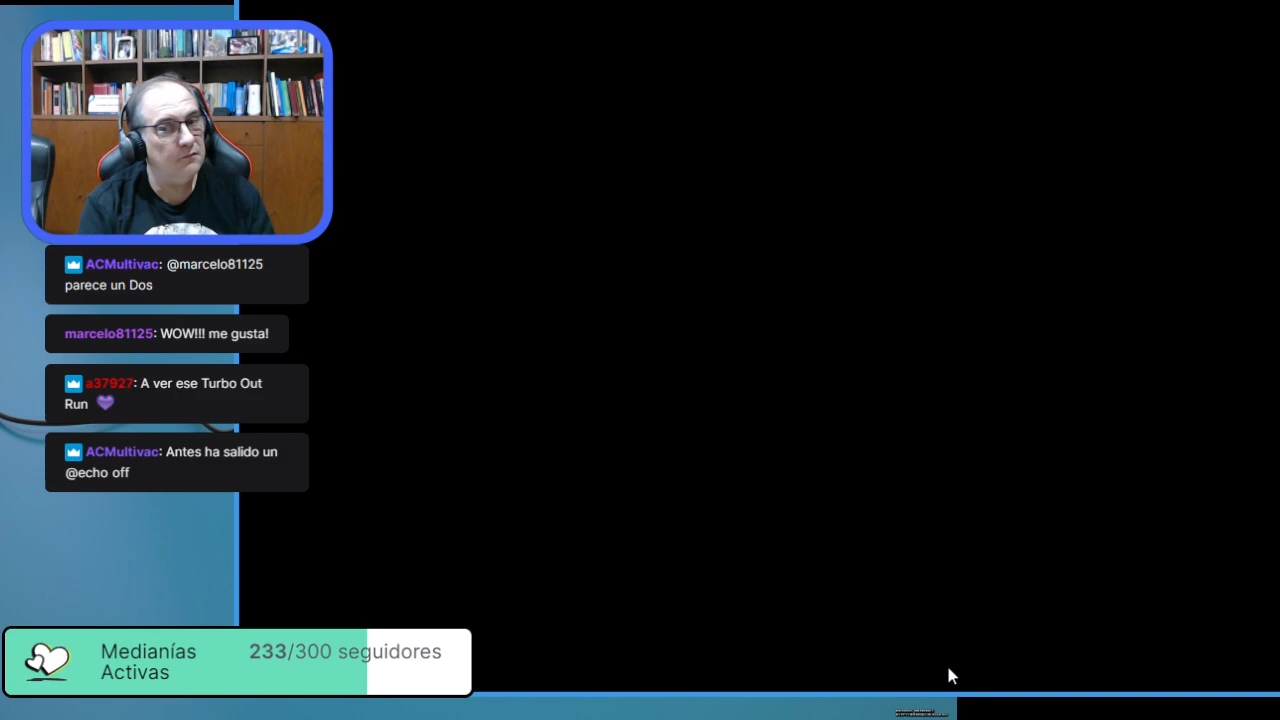 ACMultivac: @marcelo81125
parece un Dos
marcelo81125: WOW!!! me gusta!
a37927: A ver ese Turbo Out
Run
ACMultivac: Antes ha salido un
@echo off
Medianías
Activas
233/300 seguidores